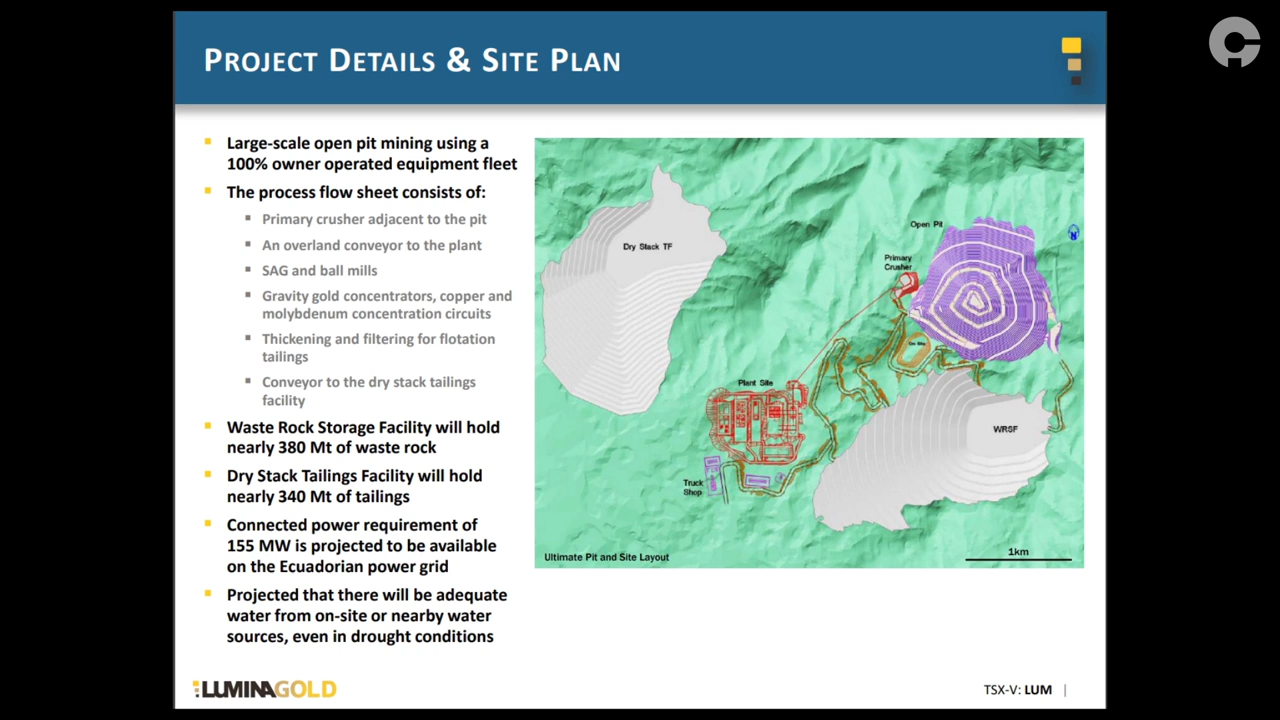 PROJECT DETAILS & SITE PLAN
Large-scale open pit mining using a
100% owner operated equipment fleet
The process flow sheet consists of:
Primary crusher adjacent to the pit
An overland conveyor to the plant
SAG and ball mills
Gravity gold concentrators, copper and
molybdenum concentration circuits
Thickening and filtering for flotation
tailings
Conveyor to the dry stack tailings
facility
Waste Rock Storage Facility will hold
nearly 380 Mt of waste rock
Dry Stack Tailings Facility will hold
nearly 340 Mt of tailings
Connected power requirement of
155 MW is projected to be available
on the Ecuadorian power grid
Projected that there will be adequate
water from on-site or nearby water
sources, even in drought conditions
Dry Stack TF
Open Pit
N
Primary
Crusher
Plant Site
WRSF
Truck
Shop
Ultimate Pit and Site Layout
1km
LUMINAGOLD
TSX-V: LUM |